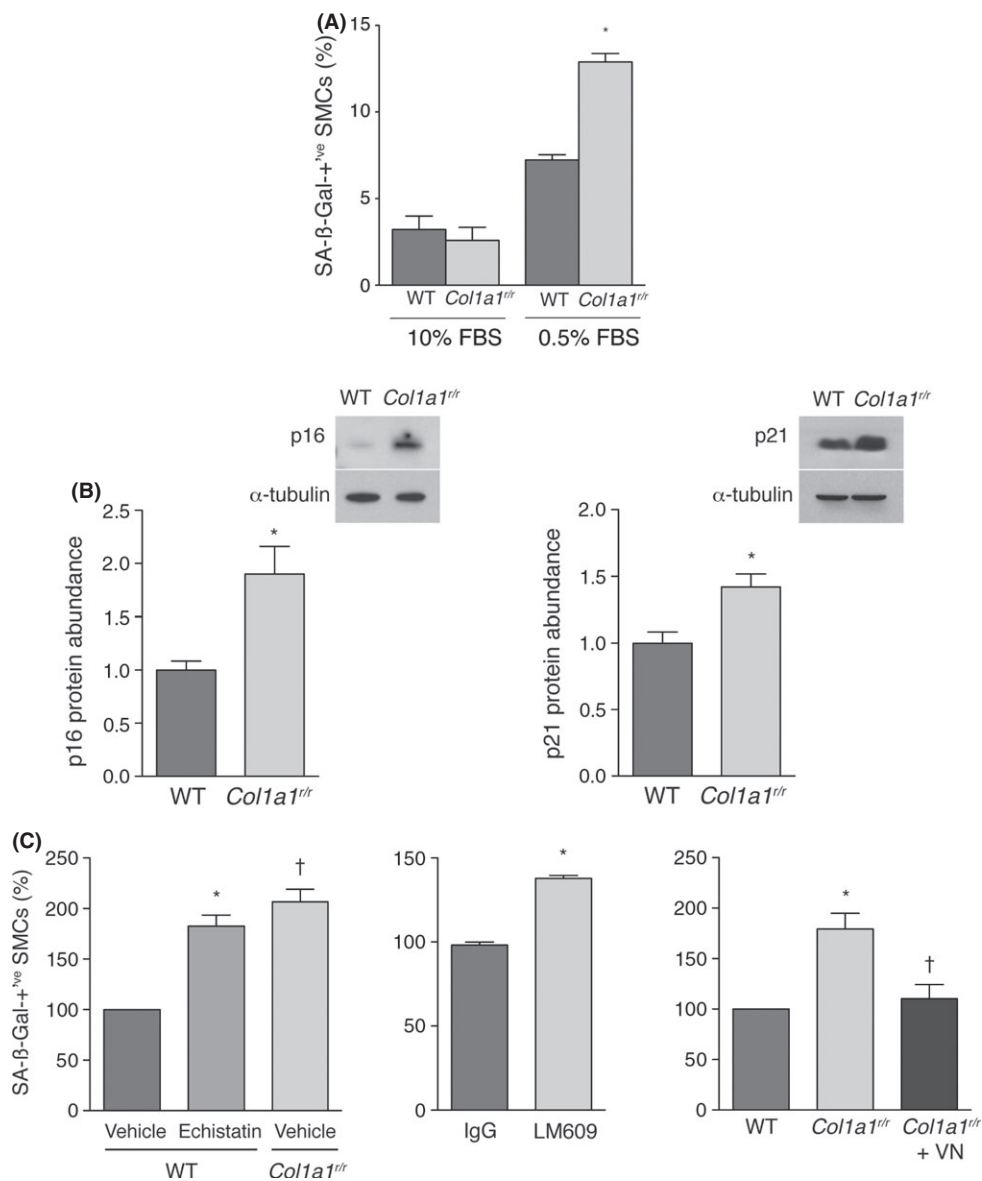 (A)
SA-ß-Gal-+'ve SMCs (%)
15
10
5
0
*
WT Col1a1r/r WT Col1a1r/r
10% FBS 0.5% FBS
(B)
WT Col1a1r/r
p16
α-tubulin
p16 protein abundance
2.5
2.0
1.5
1.0
0.5
0.0
*
WT Col1a1r/r
WT Col1a1r/r
p21
α-tubulin
p21 protein abundance
2.0
1.5
1.0
0.5
0.0
*
WT Col1a1r/r
(C)
SA-ß-Gal-+'ve SMCs (%)
250
200
150
100
50
0
* †
Vehicle Echistatin Vehicle
WT Col1a1r/r
150
100
50
0
*
IgG LM609
250
200
150
100
50
0
* †
WT Col1a1r/r Col1a1r/r
+ VN